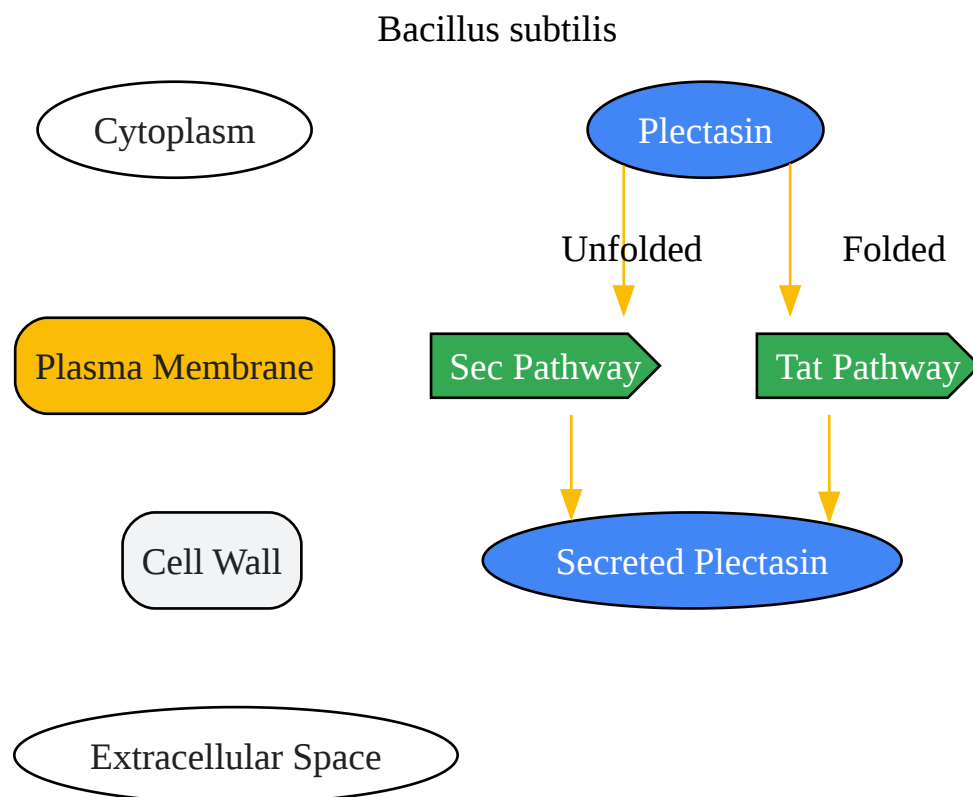 Bacillus subtilis
Cytoplasm
Plectasin
Unfolded
Folded
Plasma Membrane
Sec Pathway
Tat Pathway
Cell Wall
Secreted Plectasin
Extracellular Space